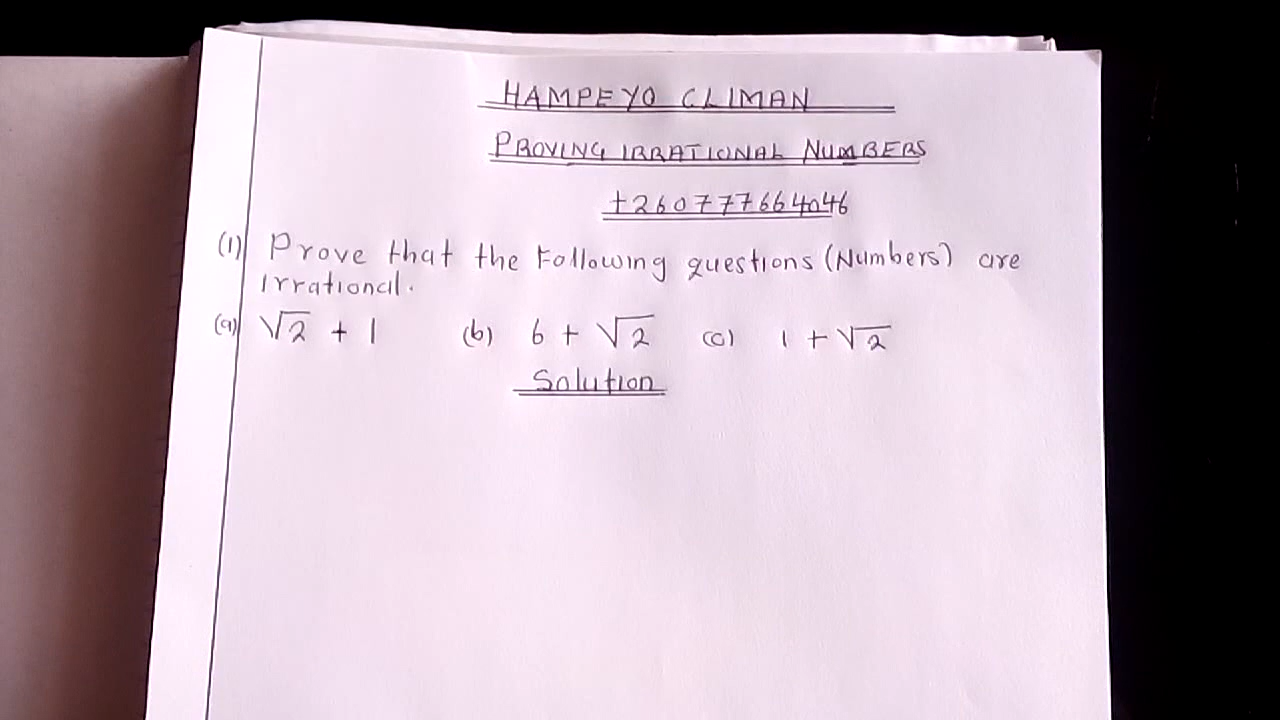 HAMPEYO CLIMAN
PROVING IRRATIONAL NUMBERS
+260777664046
(1) Prove that the Following questions (Numbers) are
Irrational.
(a) √2 + 1 (b) 6 + √2 (c) 1 + √2
Solution